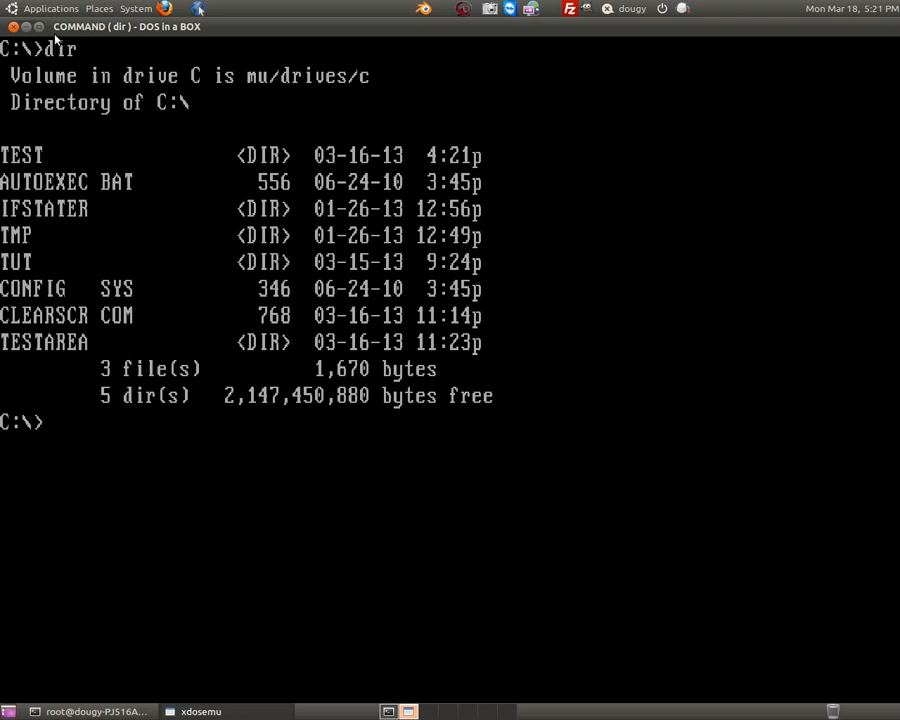 Applications Places System dougy Mon Mar 18, 5:21 PM
COMMAND ( dir ) - DOS in a BOX
C:\>dir
Volume in drive C is mu/drives/c
Directory of C:\
TEST <DIR> 03-16-13 4:21p
AUTOEXEC BAT 556 06-24-10 3:45p
IFSTATER <DIR> 01-26-13 12:56p
TMP <DIR> 01-26-13 12:49p
TUT <DIR> 03-15-13 9:24p
CONFIG SYS 346 06-24-10 3:45p
CLEARSCR COM 768 03-16-13 11:14p
TESTAREA <DIR> 03-16-13 11:23p
3 file(s) 1,670 bytes
5 dir(s) 2,147,450,880 bytes free
C:\>
root@dougy-PJ516A... xdosemu